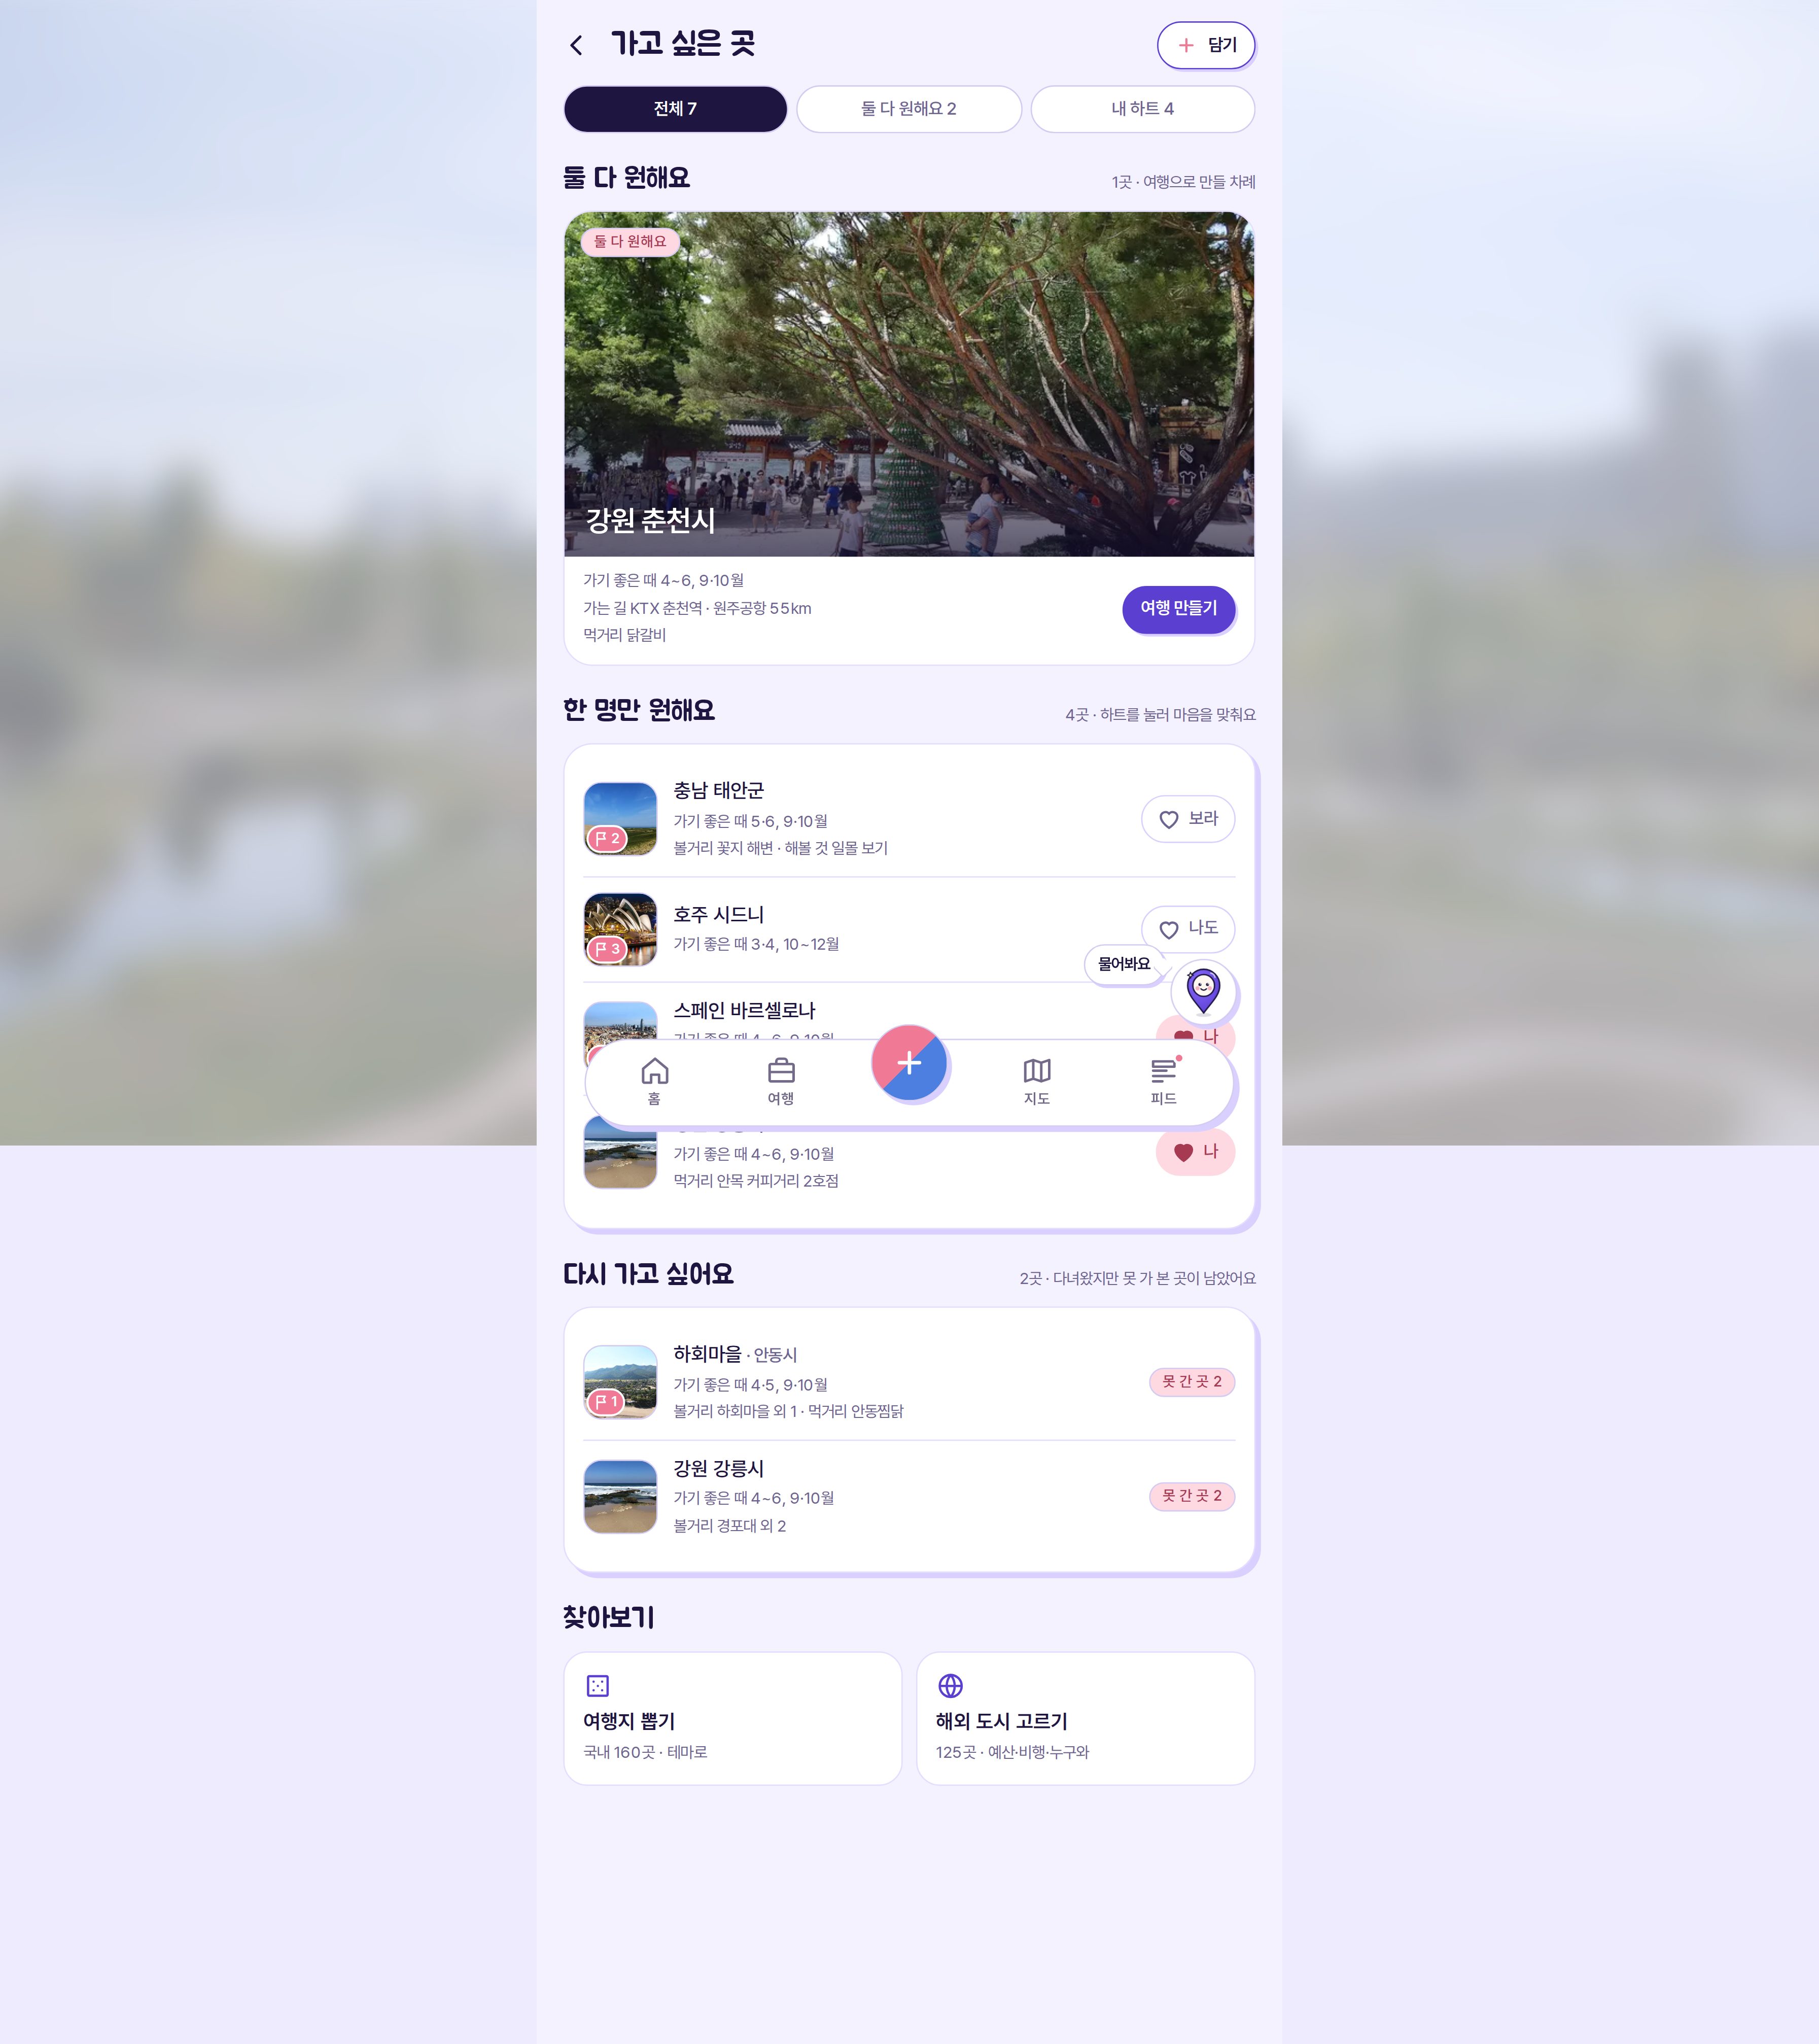 가고 싶은 곳
담기
전체 7
둘 다 원해요 2
내 하트 4
둘 다 원해요
1곳 · 여행으로 만들 차례
둘 다 원해요
강원 춘천시
가기 좋은 때 4~6, 9·10월
가는 길 KTX 춘천역 · 원주공항 55km
먹거리 닭갈비
여행 만들기
한 명만 원해요
4곳 · 하트를 눌러 마음을 맞춰요
충남 태안군
가기 좋은 때 5·6, 9·10월
볼거리 꽃지 해변 · 해볼 것 일몰 보기
2
보라
호주 시드니
가기 좋은 때 3·4, 10~12월
3
나도
물어봐요
스페인 바르셀로나
나
홈
여행
지도
피드
가기 좋은 때 4~6, 9·10월
먹거리 안목 커피거리 2호점
나
다시 가고 싶어요
2곳 · 다녀왔지만 못 가 본 곳이 남았어요
하회마을 · 안동시
가기 좋은 때 4·5, 9·10월
볼거리 하회마을 외 1 · 먹거리 안동찜닭
1
못 간 곳 2
강원 강릉시
가기 좋은 때 4~6, 9·10월
볼거리 경포대 외 2
못 간 곳 2
찾아보기
여행지 뽑기
국내 160곳 · 테마로
해외 도시 고르기
125곳 · 예산·비행·누구와